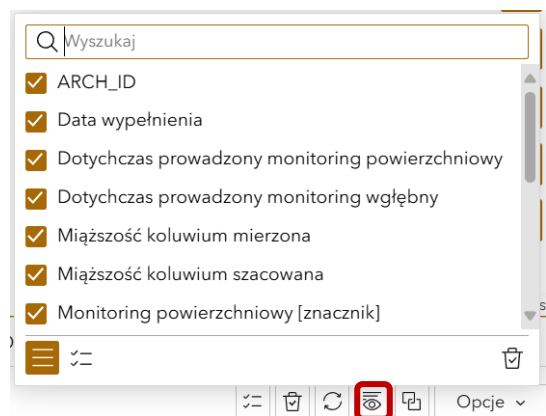 Wyszukaj
ARCH_ID
Data wypełnienia
Dotychczas prowadzony monitoring powierzchniowy
Dotychczas prowadzony monitoring wgłębny
Miąższość koluwium mierzona
Miąższość koluwium szacowana
Monitoring powierzchniowy [znacznik]
Opcje